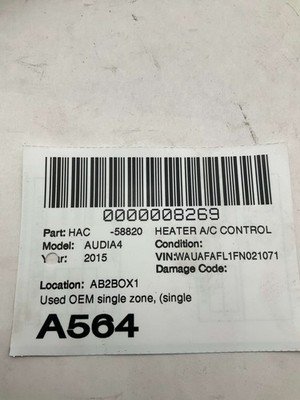 0000008269
Part: HAC -58820 HEATER A/C CONTROL
Model: AUDIA4 Condition:
Year: 2015 VIN:WAUAFAFL1FN021071
Damage Code:
Location: AB2BOX1
Used OEM single zone, (single
A564